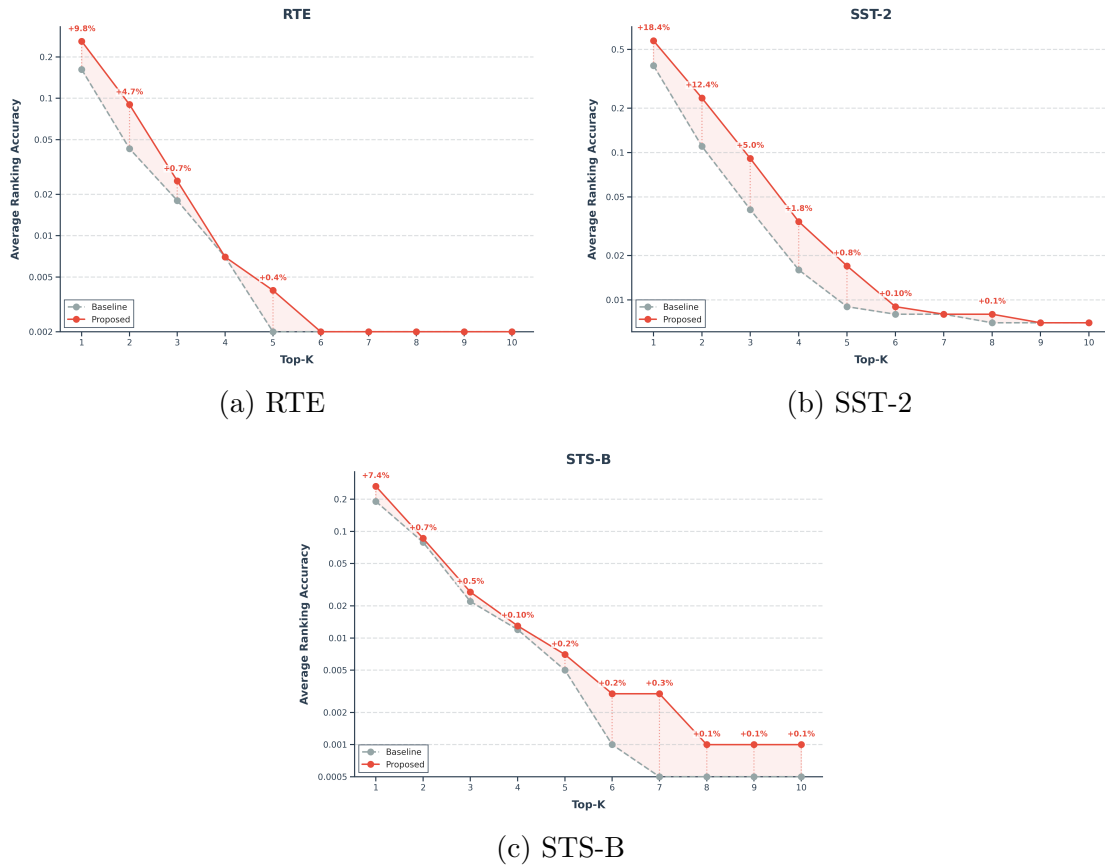 RTE
+9.8%
+4.7%
+0.7%
+0.4%
0.2
0.1
0.05
0.02
0.01
0.005
0.002
Average Ranking Accuracy
Baseline
Proposed
1 2 3 4 5 6 7 8 9 10
Top-K
(a) RTE
SST-2
+18.4%
+12.4%
+5.0%
+1.8%
+0.8%
+0.10%
+0.1%
0.5
0.2
0.1
0.05
0.02
0.01
Average Ranking Accuracy
Baseline
Proposed
1 2 3 4 5 6 7 8 9 10
Top-K
(b) SST-2
STS-B
+7.4%
+0.7%
+0.5%
+0.10%
+0.2%
+0.2%
+0.3%
+0.1%
+0.1%
+0.1%
0.2
0.1
0.05
0.02
0.01
0.005
0.002
0.001
0.0005
Average Ranking Accuracy
Baseline
Proposed
1 2 3 4 5 6 7 8 9 10
Top-K
(c) STS-B